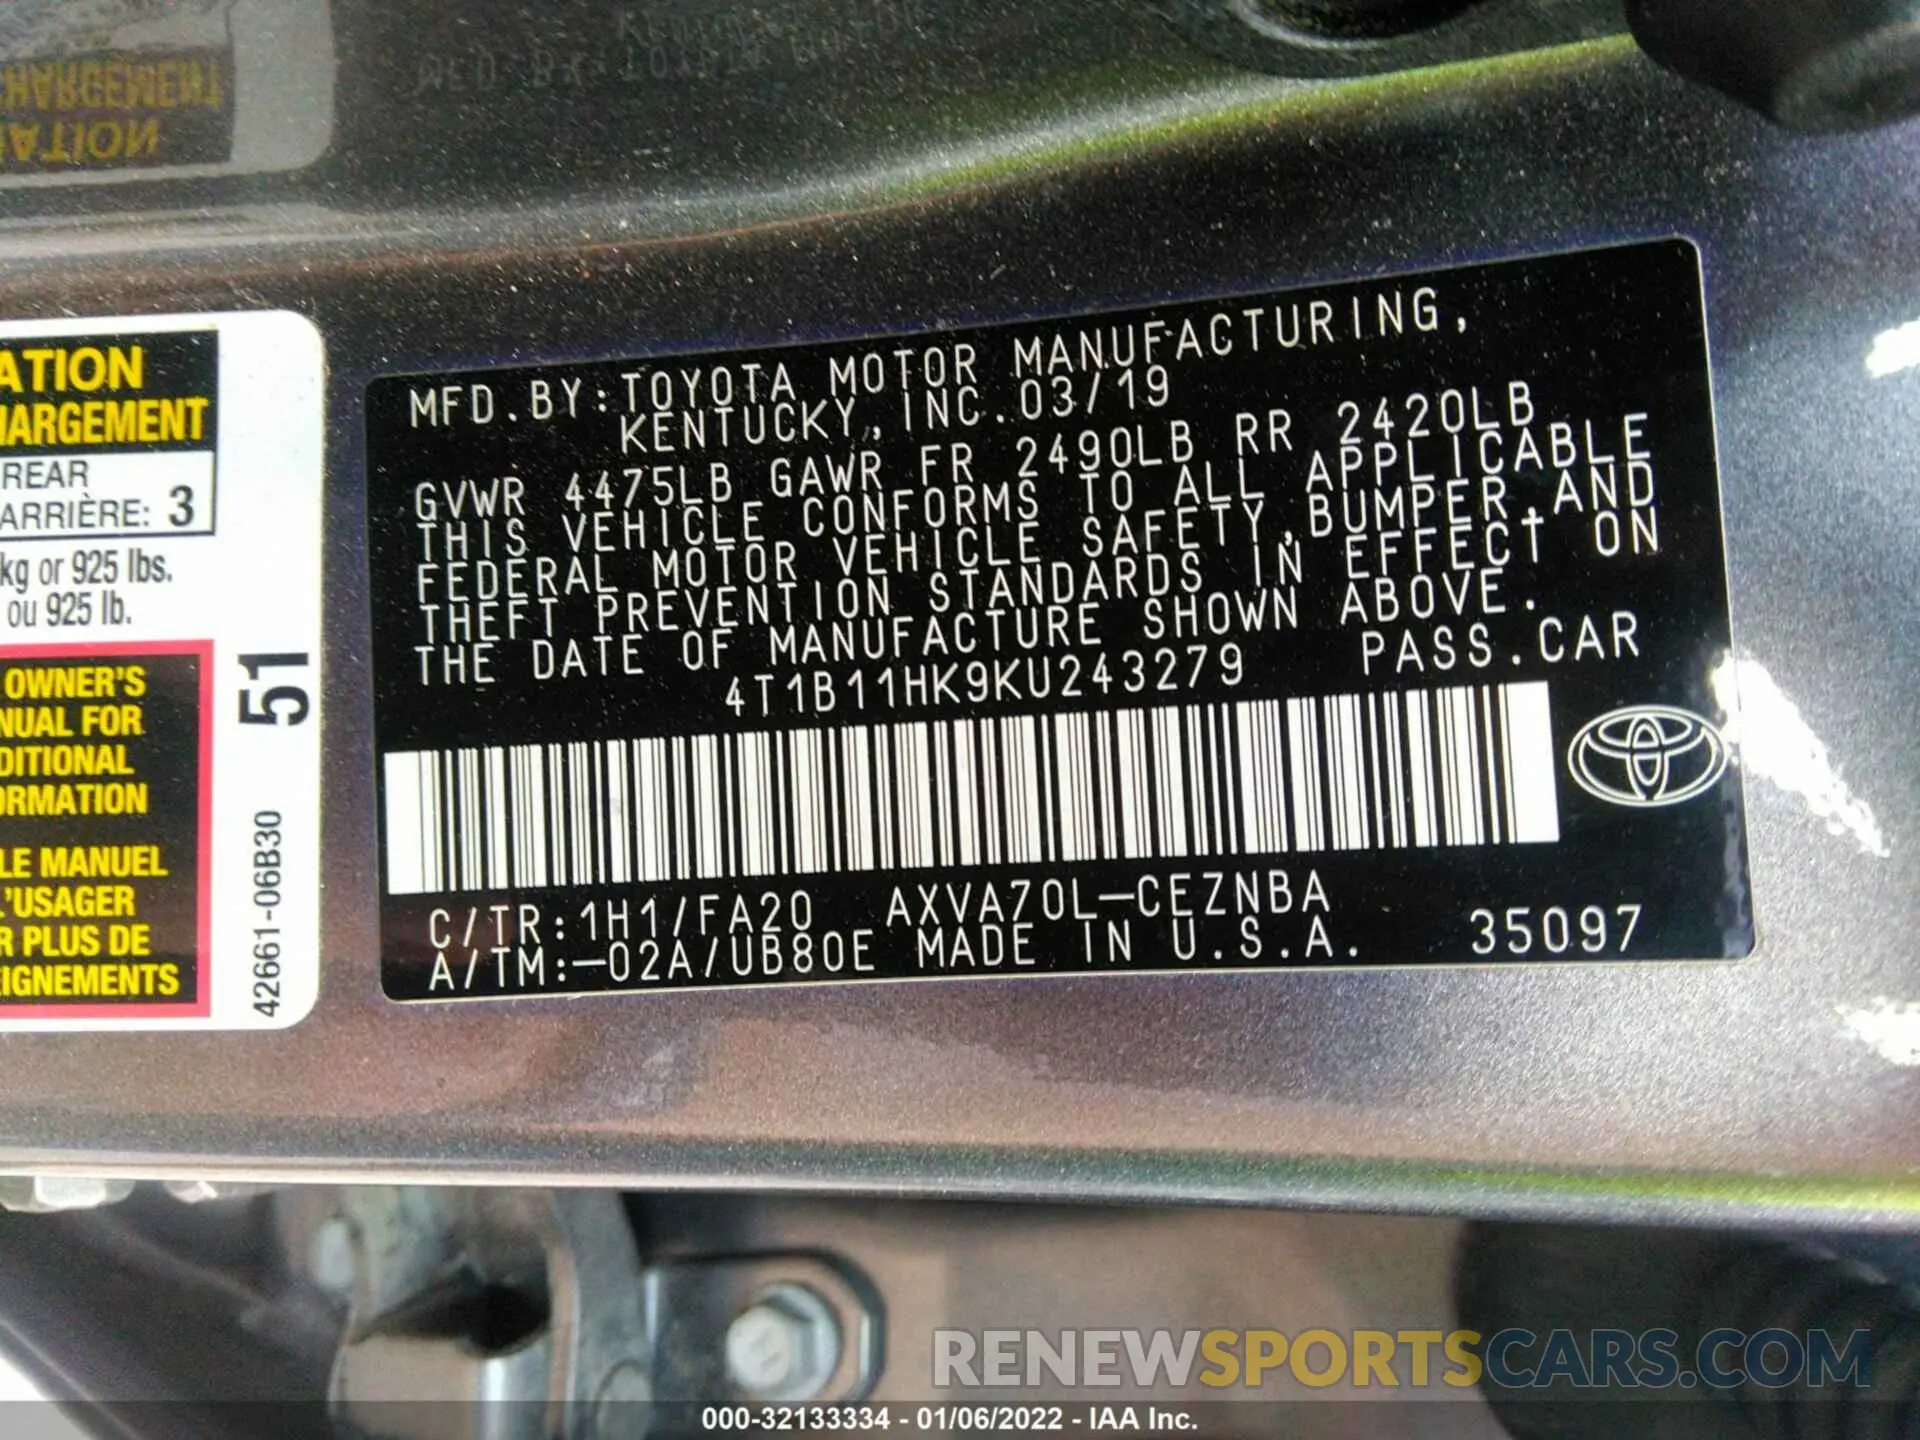 ATION
HARGEMENT
REAR
ARRIÈRE: 3
kg or 925 lbs.
ou 925 lb.
OWNER'S
NUAL FOR
DITIONAL
ORMATION
LE MANUEL
L'USAGER
R PLUS DE
EIGNEMENTS
51
42661-06B30
MFD.BY:TOYOTA MOTOR MANUFACTURING,
KENTUCKY,INC.03/19
GVWR 4475LB GAWR FR 2490LB RR 2420LB
THIS VEHICLE CONFORMS TO ALL APPLICABLE
FEDERAL MOTOR VEHICLE SAFETY,BUMPER,AND
THEFT PREVENTION STANDARDS IN EFFECT ON
THE DATE OF MANUFACTURE SHOWN ABOVE.
4T1B11HK9KU243279 PASS.CAR
C/TR:1H1/FA20 AXVA70L-CEZNBA
A/TM:-02A/UB80E MADE IN U.S.A. 35097
RENEWSPORTSCARS.COM
000-32133334 - 01/06/2022 - IAA Inc.